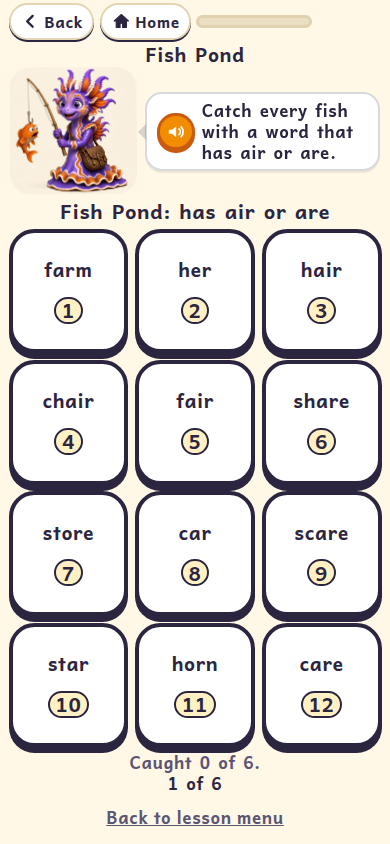 Back
Home
Fish Pond
Catch every fish
with a word that
has air or are.
Fish Pond: has air or are
farm
1
her
2
hair
3
chair
4
fair
5
share
6
store
7
car
8
scare
9
star
10
horn
11
care
12
Caught 0 of 6.
1 of 6
Back to lesson menu